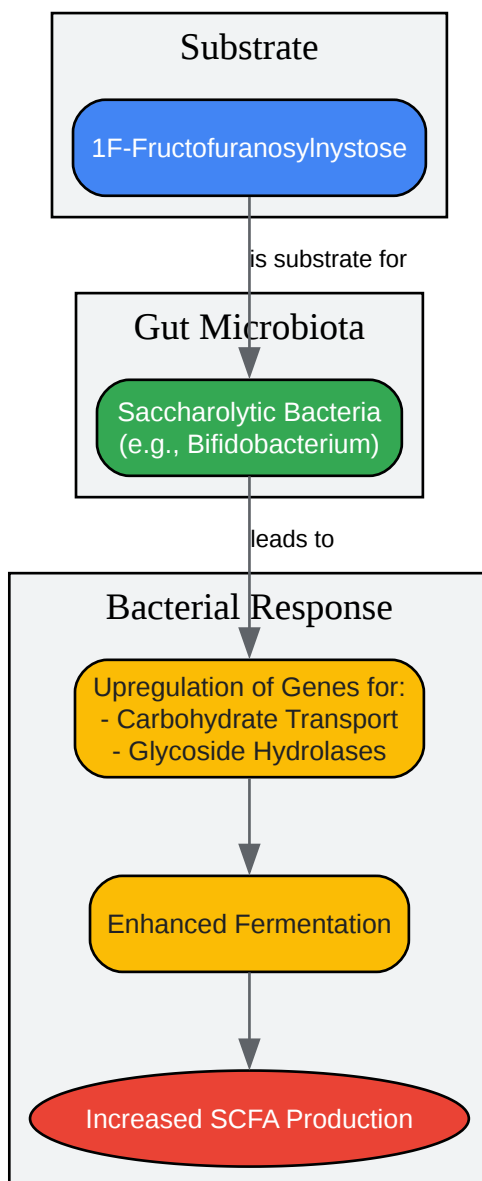 Substrate
1F-Fructofuranosylnystose
is substrate for
Gut Microbiota
Saccharolytic Bacteria
(e.g., Bifidobacterium)
leads to
Bacterial Response
Upregulation of Genes for:
- Carbohydrate Transport
- Glycoside Hydrolases
Enhanced Fermentation
Increased SCFA Production